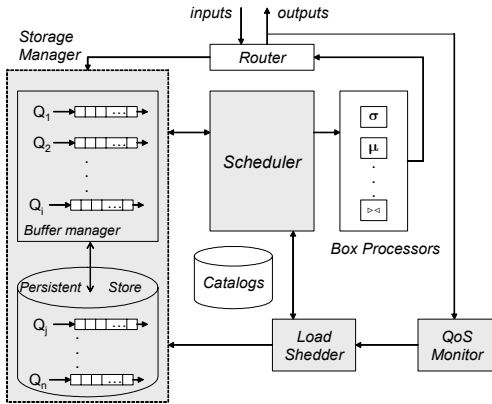 inputs
outputs
Storage
Manager
Router
Q1
...
Q2
...
Qi
...
Buffer manager
Scheduler
σ
μ
⊳⊲
Box Processors
Persistent Store
Catalogs
Qj
...
Qn
...
Load
Shedder
QoS
Monitor